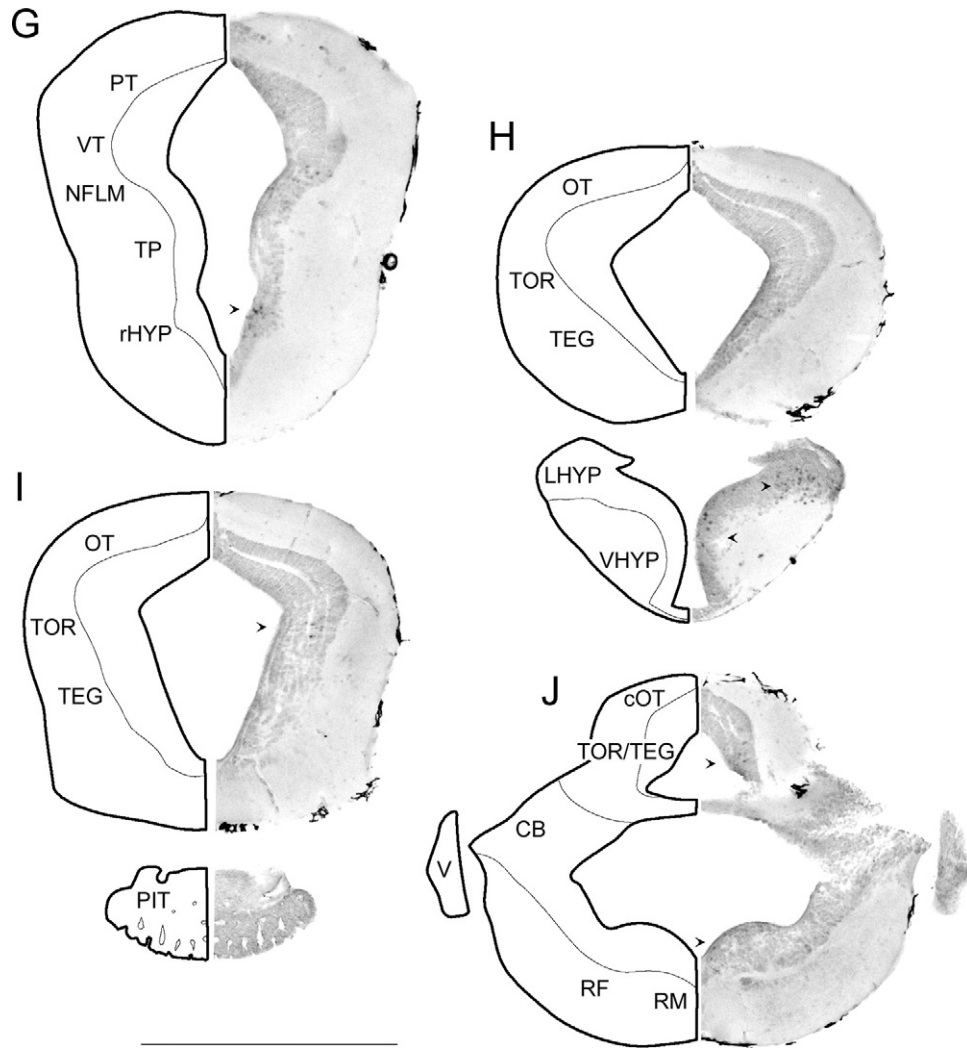 G
PT
VT
NFLM
TP
rHYP
H
OT
TOR
TEG
LHYP
VHYP
I
OT
TOR
TEG
PIT
J
cOT
TOR/TEG
CB
V
RF
RM